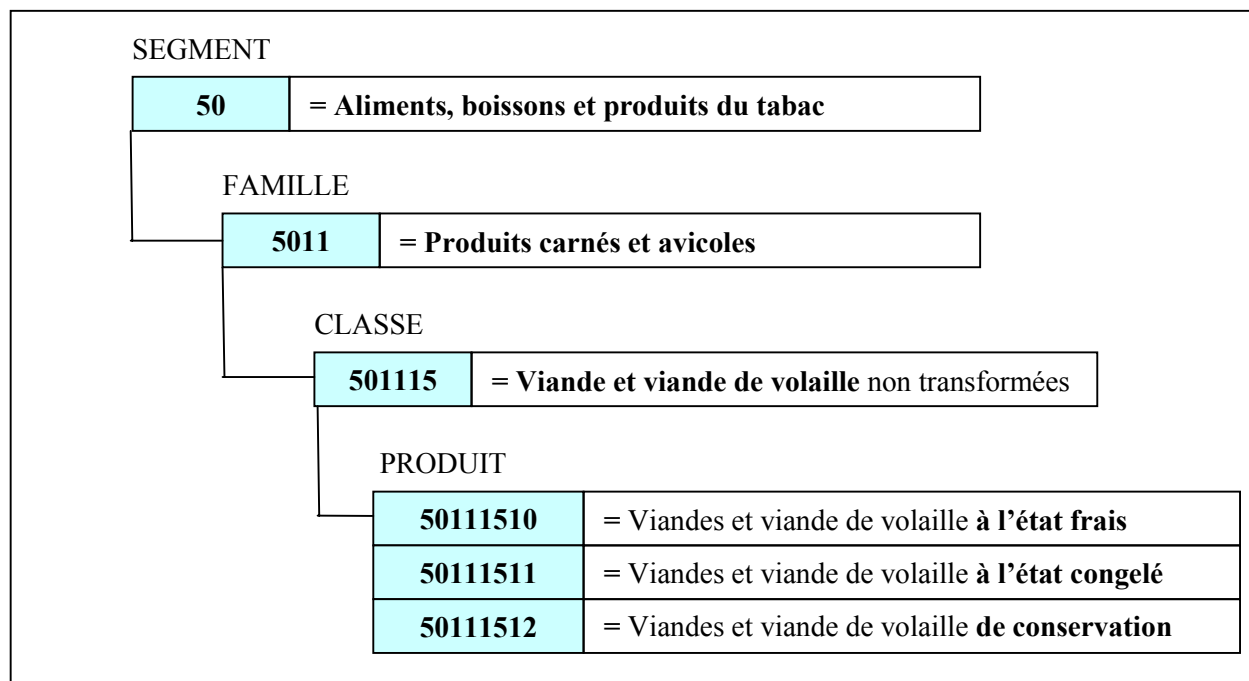 SEGMENT
50 = Aliments, boissons et produits du tabac
FAMILLE
5011 = Produits carnés et avicoles
CLASSE
501115 = Viande et viande de volaille non transformées
PRODUIT
50111510 = Viandes et viande de volaille à l’état frais
50111511 = Viandes et viande de volaille à l’état congelé
50111512 = Viandes et viande de volaille de conservation